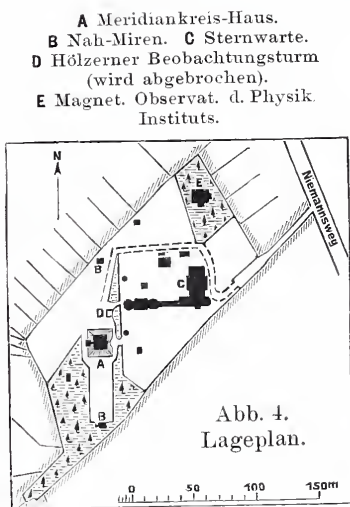 A Meridiankreis-Haus.
B Nah-Miren. C Sternwarte.
D Hölzerner Beobachtungsturm
(wird abgebrochen).
E Magnet. Observat. d. Physik.
Instituts.
N
E
Niemannsweg
B
C
D
A
B
Abb. 4.
Lageplan.
0 50 100 150m